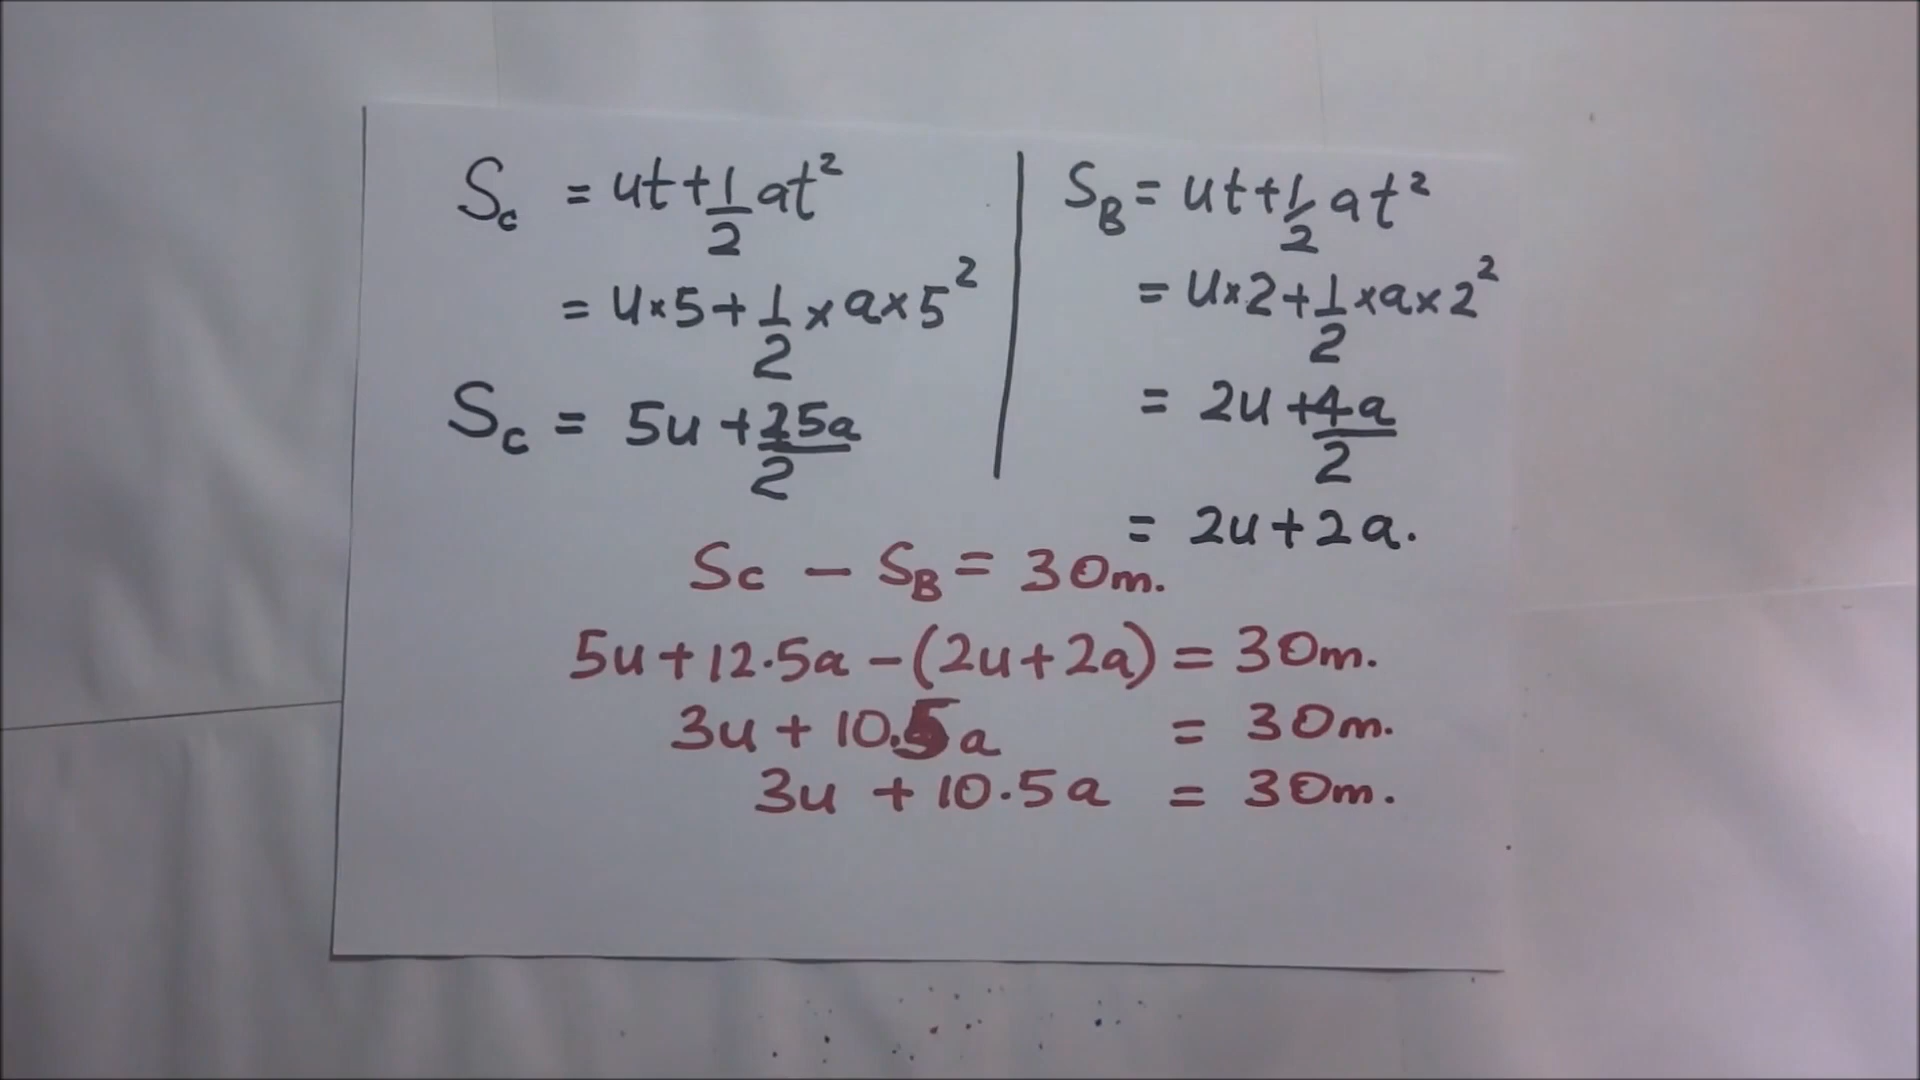 Sc = ut + 1/2 at²
= u×5 + 1/2 × a × 5²
Sc = 5u + 25a/2
SB = ut + 1/2 at²
= u×2 + 1/2 × a × 2²
= 2u + 4a/2
= 2u + 2a.
Sc − SB = 30m.
5u + 12.5a − (2u + 2a) = 30m.
3u + 10.5a = 30m.
3u + 10.5a = 30m.